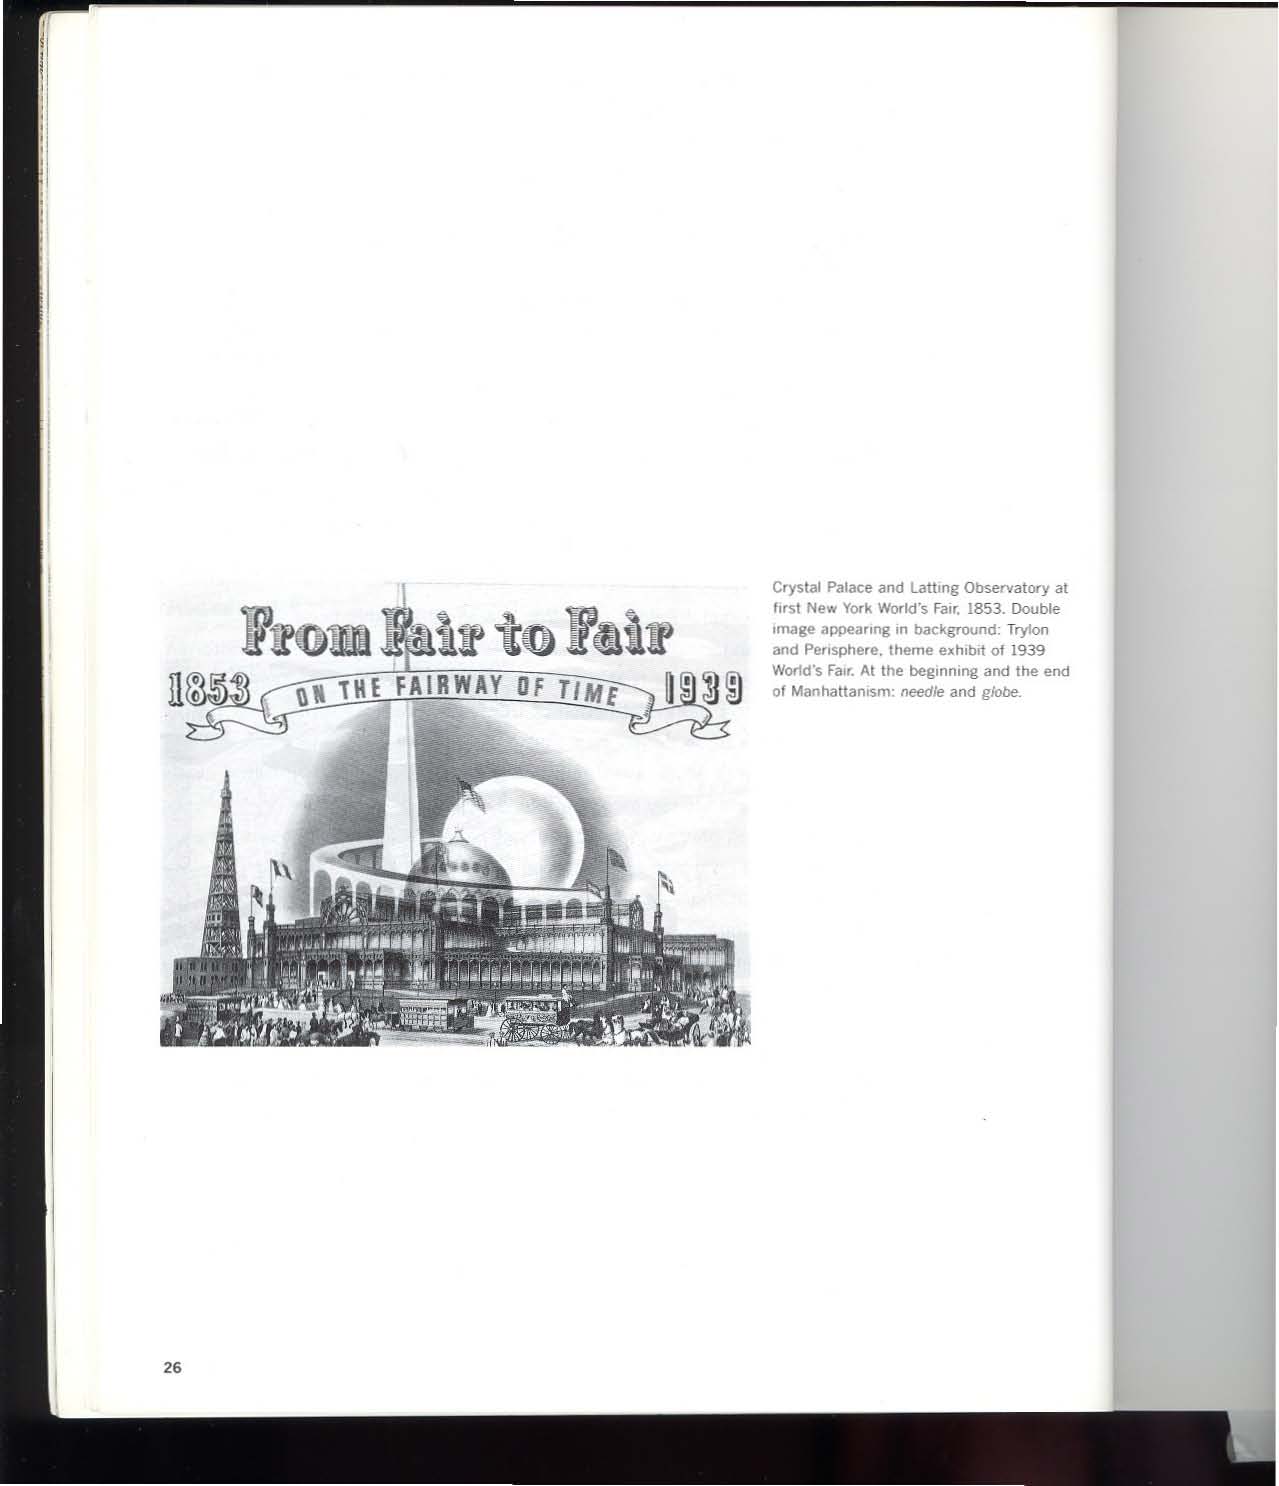 From Fair to Fair
1853 ON THE FAIRWAY OF TIME 1939
Crystal Palace and Latting Observatory at
first New York World's Fair, 1853. Double
image appearing in background: Trylon
and Perisphere, theme exhibit of 1939
World's Fair. At the beginning and the end
of Manhattanism: needle and globe.
26